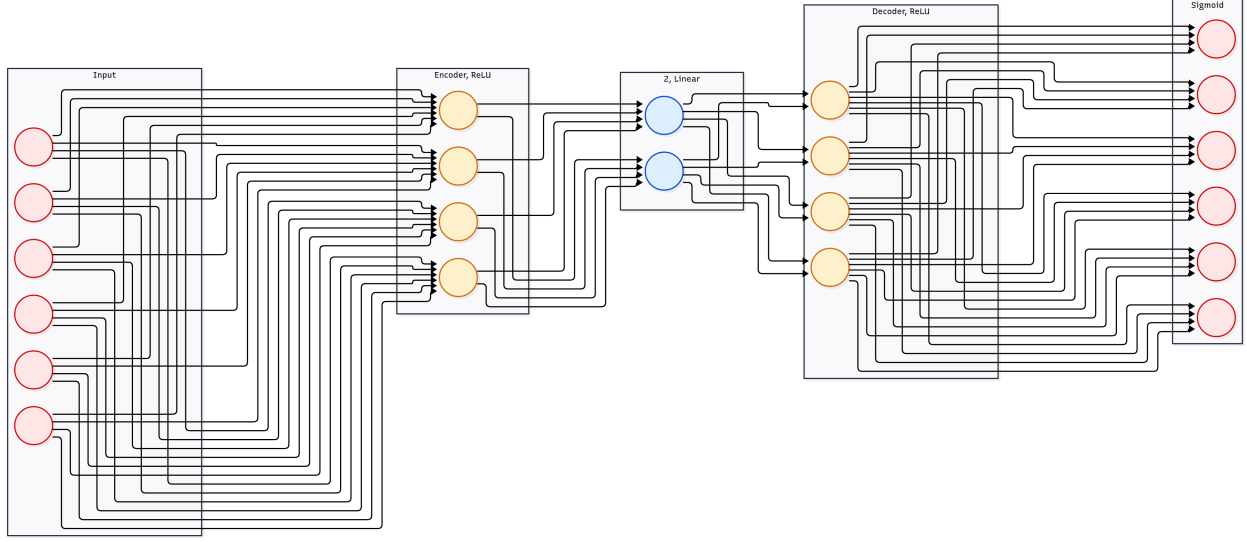 Input
Encoder, ReLU
2, Linear
Decoder, ReLU
Sigmoid